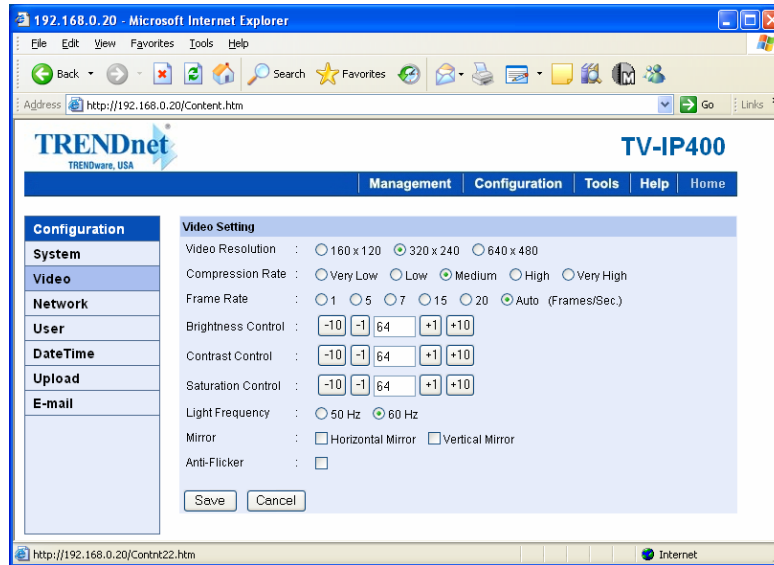 192.168.0.20 - Microsoft Internet Explorer
File Edit View Favorites Tools Help
Back Search Favorites
Address http://192.168.0.20/Content.htm Go Links
TRENDnet
TRENDware, USA
TV-IP400
Management Configuration Tools Help Home
Configuration
System
Video
Network
User
DateTime
Upload
E-mail
Video Setting
Video Resolution : 160 x 120 320 x 240 640 x 480
Compression Rate : Very Low Low Medium High Very High
Frame Rate : 1 5 7 15 20 Auto (Frames/Sec.)
Brightness Control : -10 -1 64 +1 +10
Contrast Control : -10 -1 64 +1 +10
Saturation Control : -10 -1 64 +1 +10
Light Frequency : 50 Hz 60 Hz
Mirror : Horizontal Mirror Vertical Mirror
Anti-Flicker :
Save Cancel
http://192.168.0.20/Contnt22.htm Internet